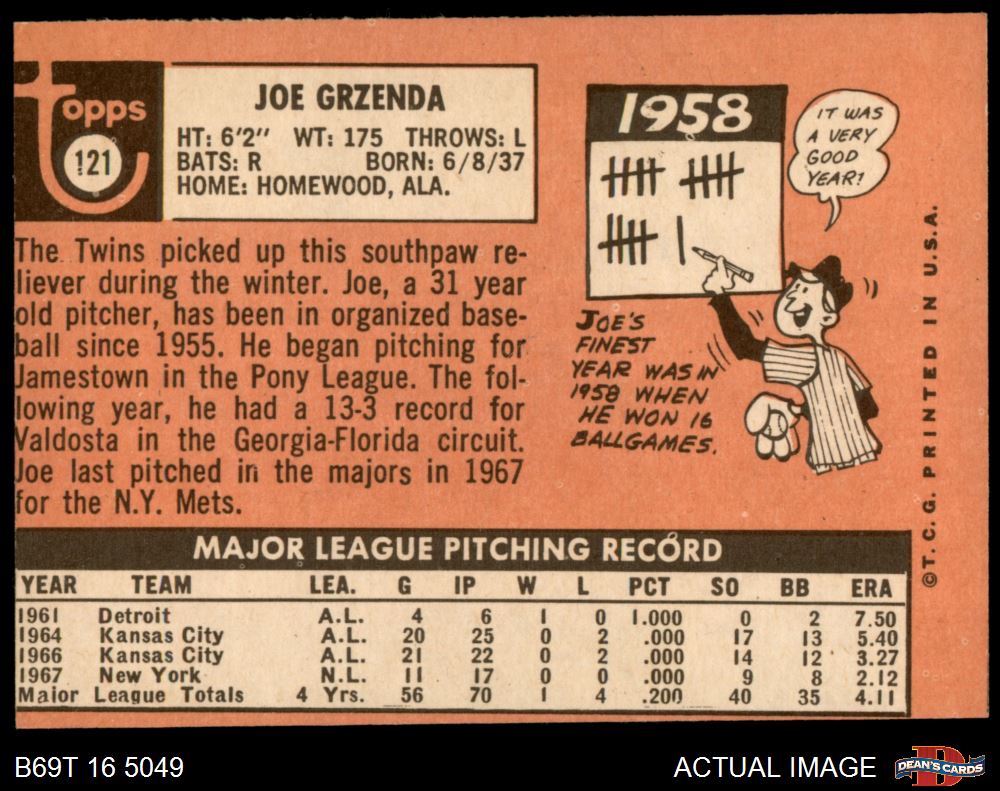 Topps
121
JOE GRZENDA
HT: 6'2" WT: 175 THROWS: L
BATS: R BORN: 6/8/37
HOME: HOMEWOOD, ALA.
The Twins picked up this southpaw re-
liever during the winter. Joe, a 31 year
old pitcher, has been in organized base-
ball since 1955. He began pitching for
Jamestown in the Pony League. The fol-
lowing year, he had a 13-3 record for
Valdosta in the Georgia-Florida circuit.
Joe last pitched in the majors in 1967
for the N.Y. Mets.
1958
IT WAS
A VERY
GOOD
YEAR!
JOE'S
FINEST
YEAR WAS IN
1958 WHEN
HE WON 16
BALLGAMES.
©T. C. G. PRINTED IN U.S.A.
MAJOR LEAGUE PITCHING RECORD
YEAR TEAM LEA. G IP W L PCT SO BB ERA
1961 Detroit A.L. 4 6 1 0 1.000 0 2 7.50
1964 Kansas City A.L. 20 25 0 2 .000 17 13 5.40
1966 Kansas City A.L. 21 22 0 2 .000 14 12 3.27
1967 New York N.L. 11 17 0 0 .000 9 8 2.12
Major League Totals 4 Yrs. 56 70 1 4 .200 40 35 4.11
B69T 16 5049
ACTUAL IMAGE
DEAN'S CARDS